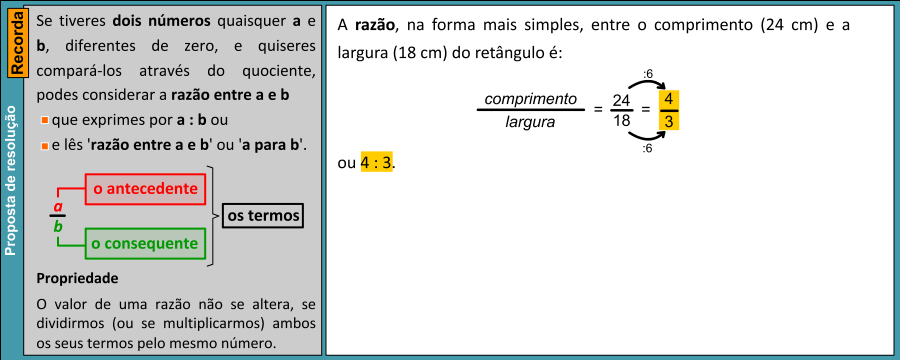 Proposta de resolução
Recorda
Se tiveres dois números quaisquer a e
b, diferentes de zero, e quiseres
compará-los através do quociente,
podes considerar a razão entre a e b
que exprimes por a : b ou
e lês 'razão entre a e b' ou 'a para b'.
a
b
o antecedente
o consequente
os termos
Propriedade
O valor de uma razão não se altera, se
dividirmos (ou se multiplicarmos) ambos
os seus termos pelo mesmo número.
A razão, na forma mais simples, entre o comprimento (24 cm) e a
largura (18 cm) do retângulo é:
:6
comprimento
largura
=
24
18
=
4
3
:6
ou 4 : 3.